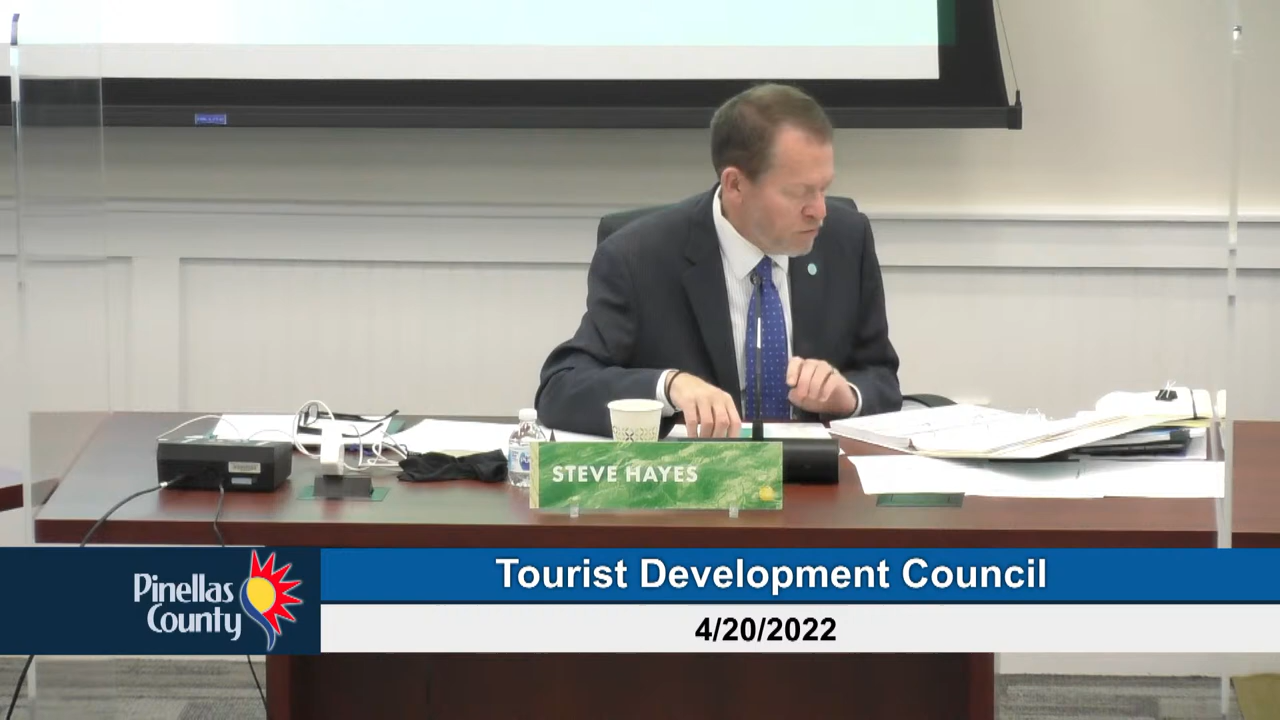 STEVE HAYES
Pinellas
County
Tourist Development Council
4/20/2022